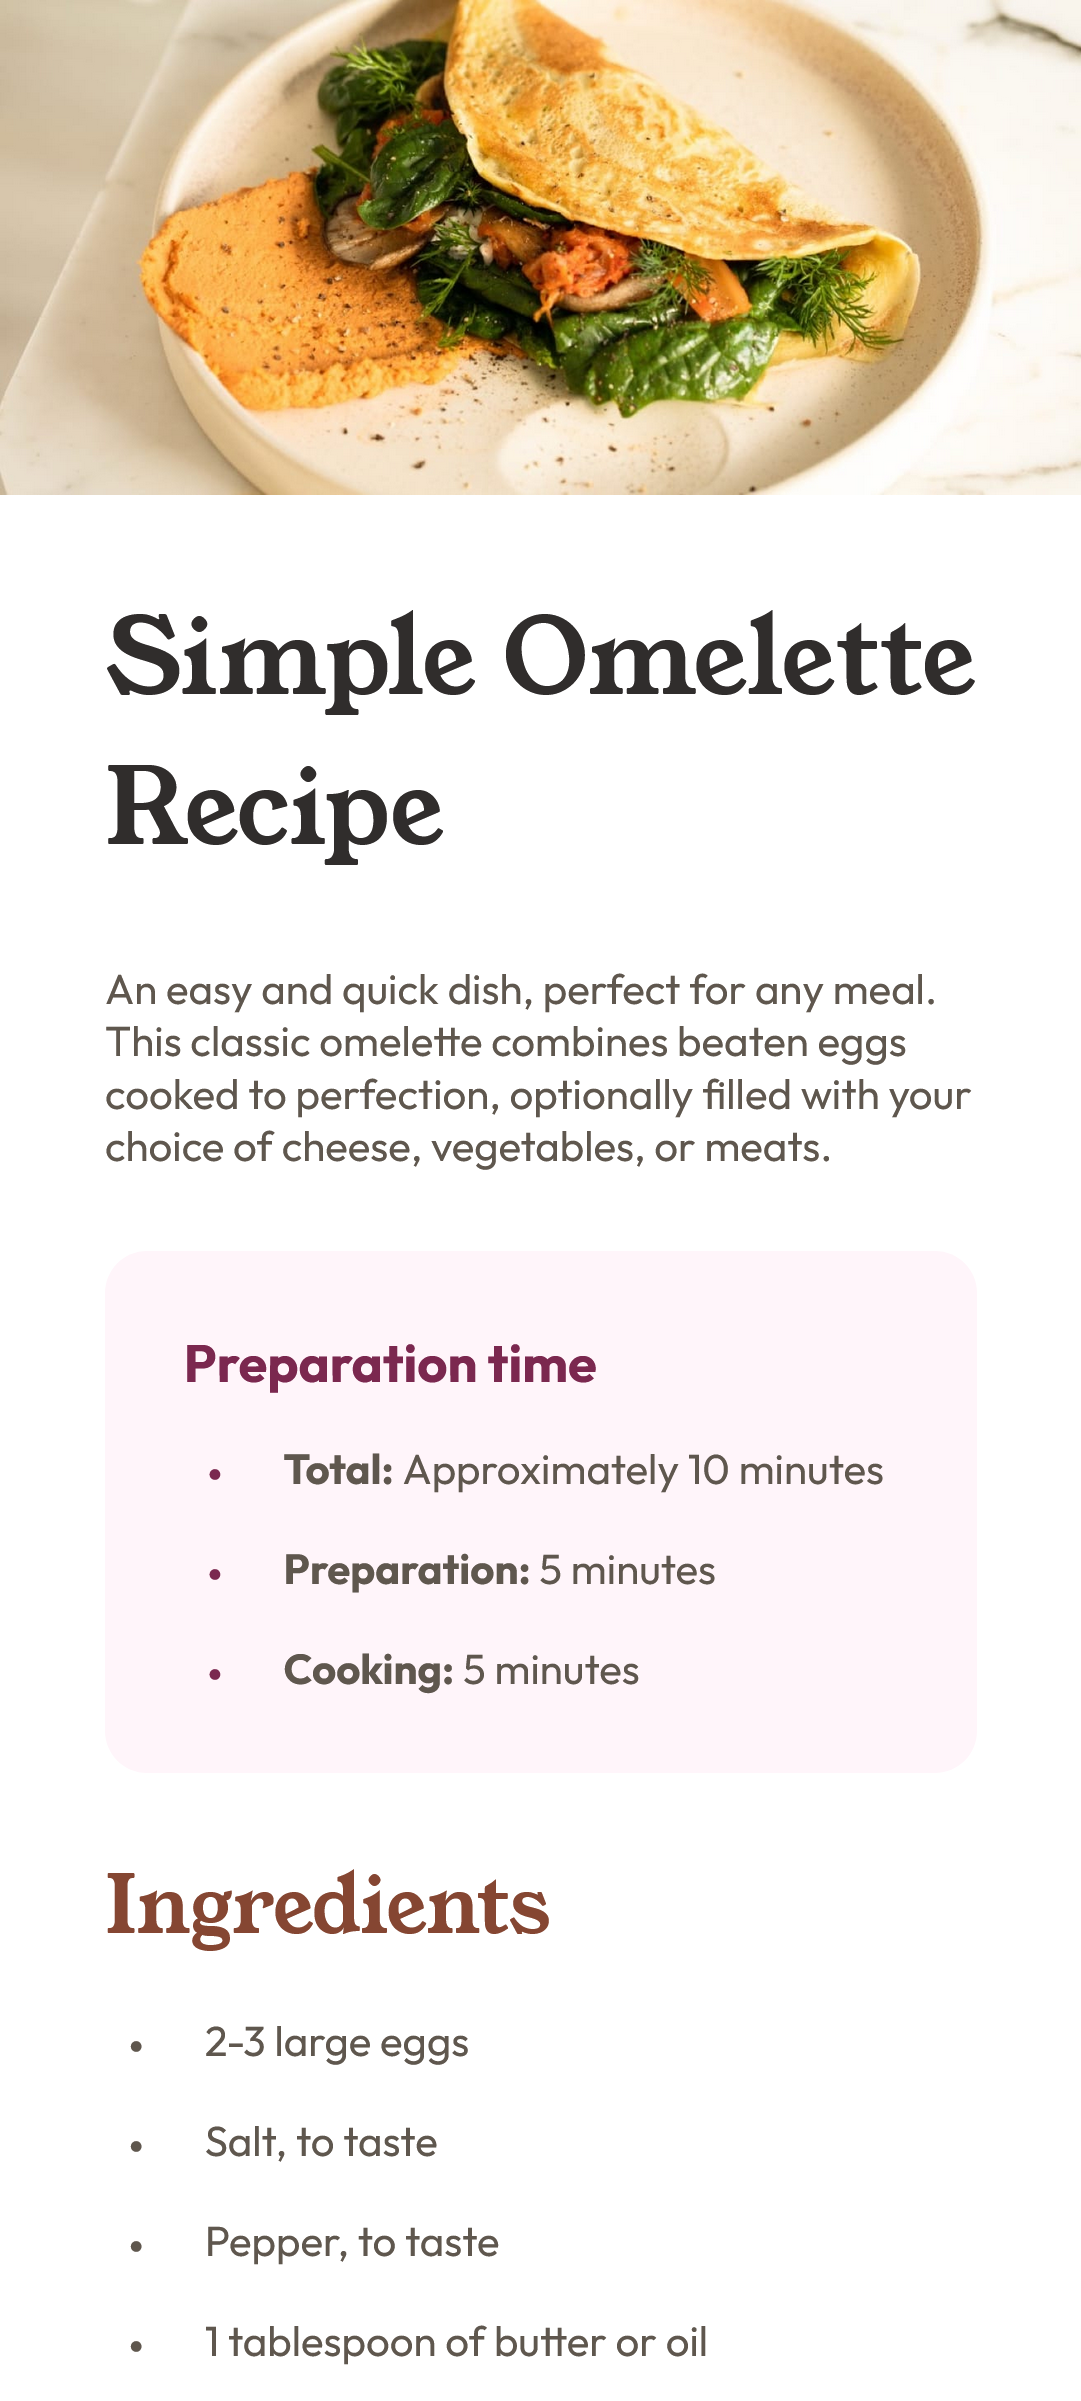 Simple Omelette
Recipe
An easy and quick dish, perfect for any meal.
This classic omelette combines beaten eggs
cooked to perfection, optionally filled with your
choice of cheese, vegetables, or meats.
Preparation time
• Total: Approximately 10 minutes
• Preparation: 5 minutes
• Cooking: 5 minutes
Ingredients
• 2-3 large eggs
• Salt, to taste
• Pepper, to taste
• 1 tablespoon of butter or oil